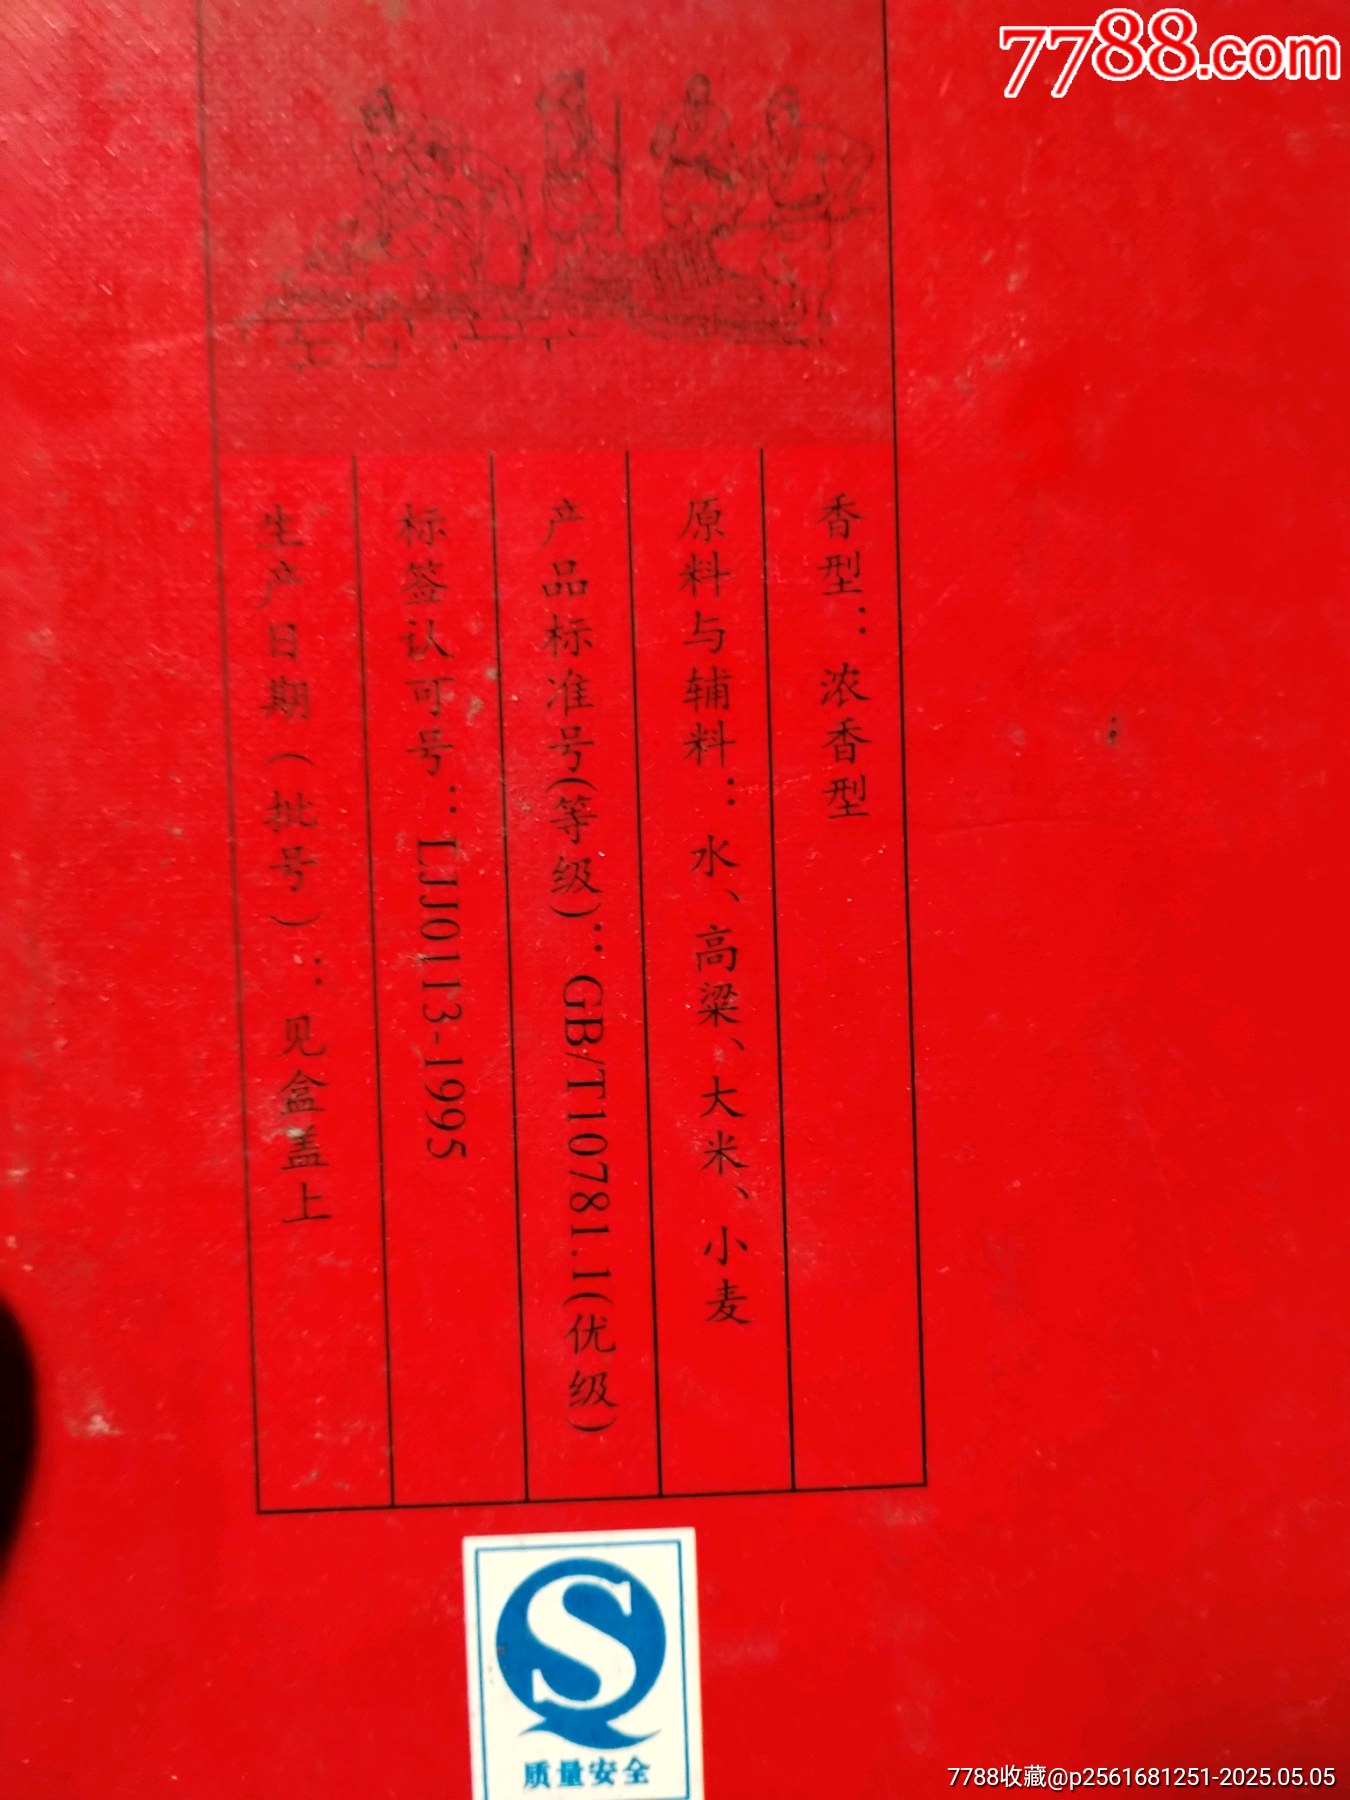 7788.com
香型：浓香型
原料与辅料：水、高粱、大米、小麦
产品标准号(等级)：GB/T10781.1(优级)
标签认可号：LJJ0113-1995
生产日期（批号）：见盒盖上
S
质量安全
7788收藏@p2561681251-2025.05.05